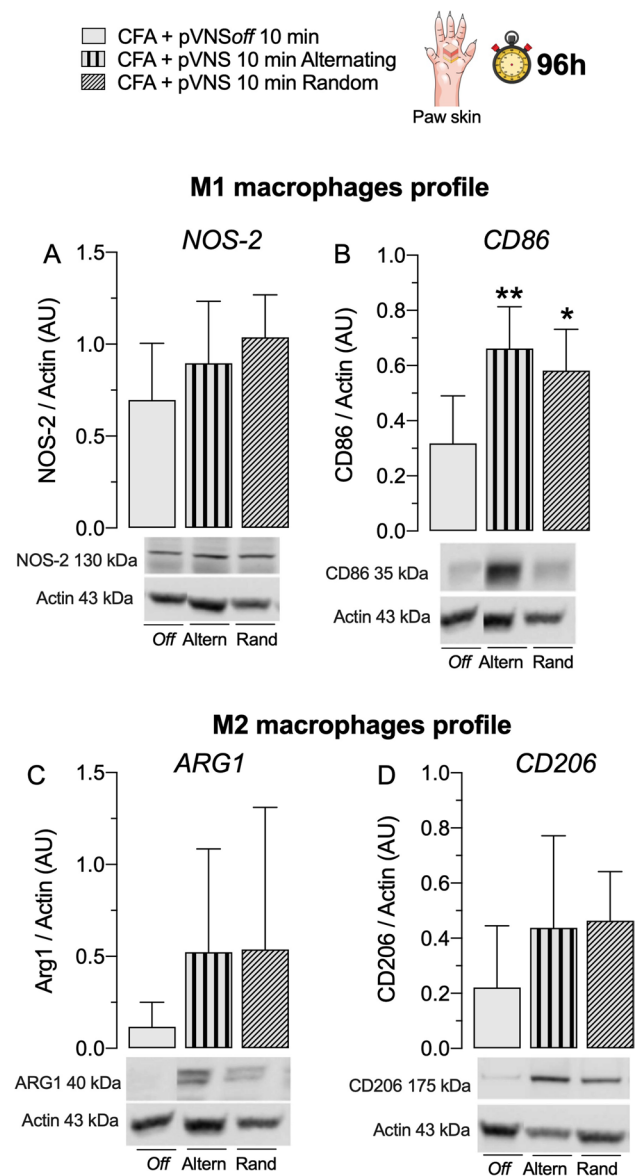 CFA + pVNSoff 10 min
CFA + pVNS 10 min Alternating
CFA + pVNS 10 min Random
Paw skin
96h
M1 macrophages profile
A
NOS-2
NOS-2 / Actin (AU)
1.5
1.0
0.5
0.0
NOS-2 130 kDa
Actin 43 kDa
Off Altern Rand
B
CD86
CD86 / Actin (AU)
1.0
0.8
0.6
0.4
0.2
0.0
**
*
CD86 35 kDa
Actin 43 kDa
Off Altern Rand
M2 macrophages profile
C
ARG1
Arg1 / Actin (AU)
1.5
1.0
0.5
0.0
ARG1 40 kDa
Actin 43 kDa
Off Altern Rand
D
CD206
CD206 / Actin (AU)
1.0
0.8
0.6
0.4
0.2
0.0
CD206 175 kDa
Actin 43 kDa
Off Altern Rand